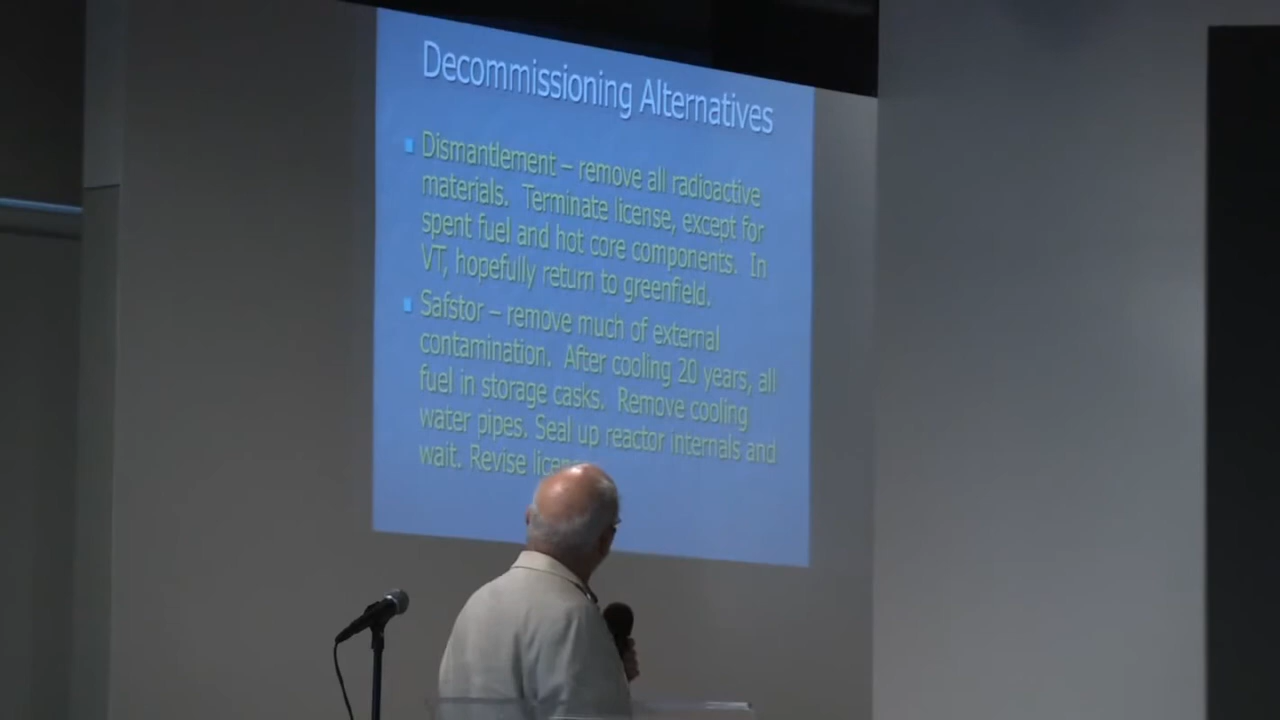 Decommissioning Alternatives
Dismantlement – remove all radioactive
materials. Terminate license, except for
spent fuel and hot core components. In
VT, hopefully return to greenfield.
Safstor – remove much of external
contamination. After cooling 20 years, all
fuel in storage casks. Remove cooling
water pipes. Seal up reactor internals and
wait. Revise